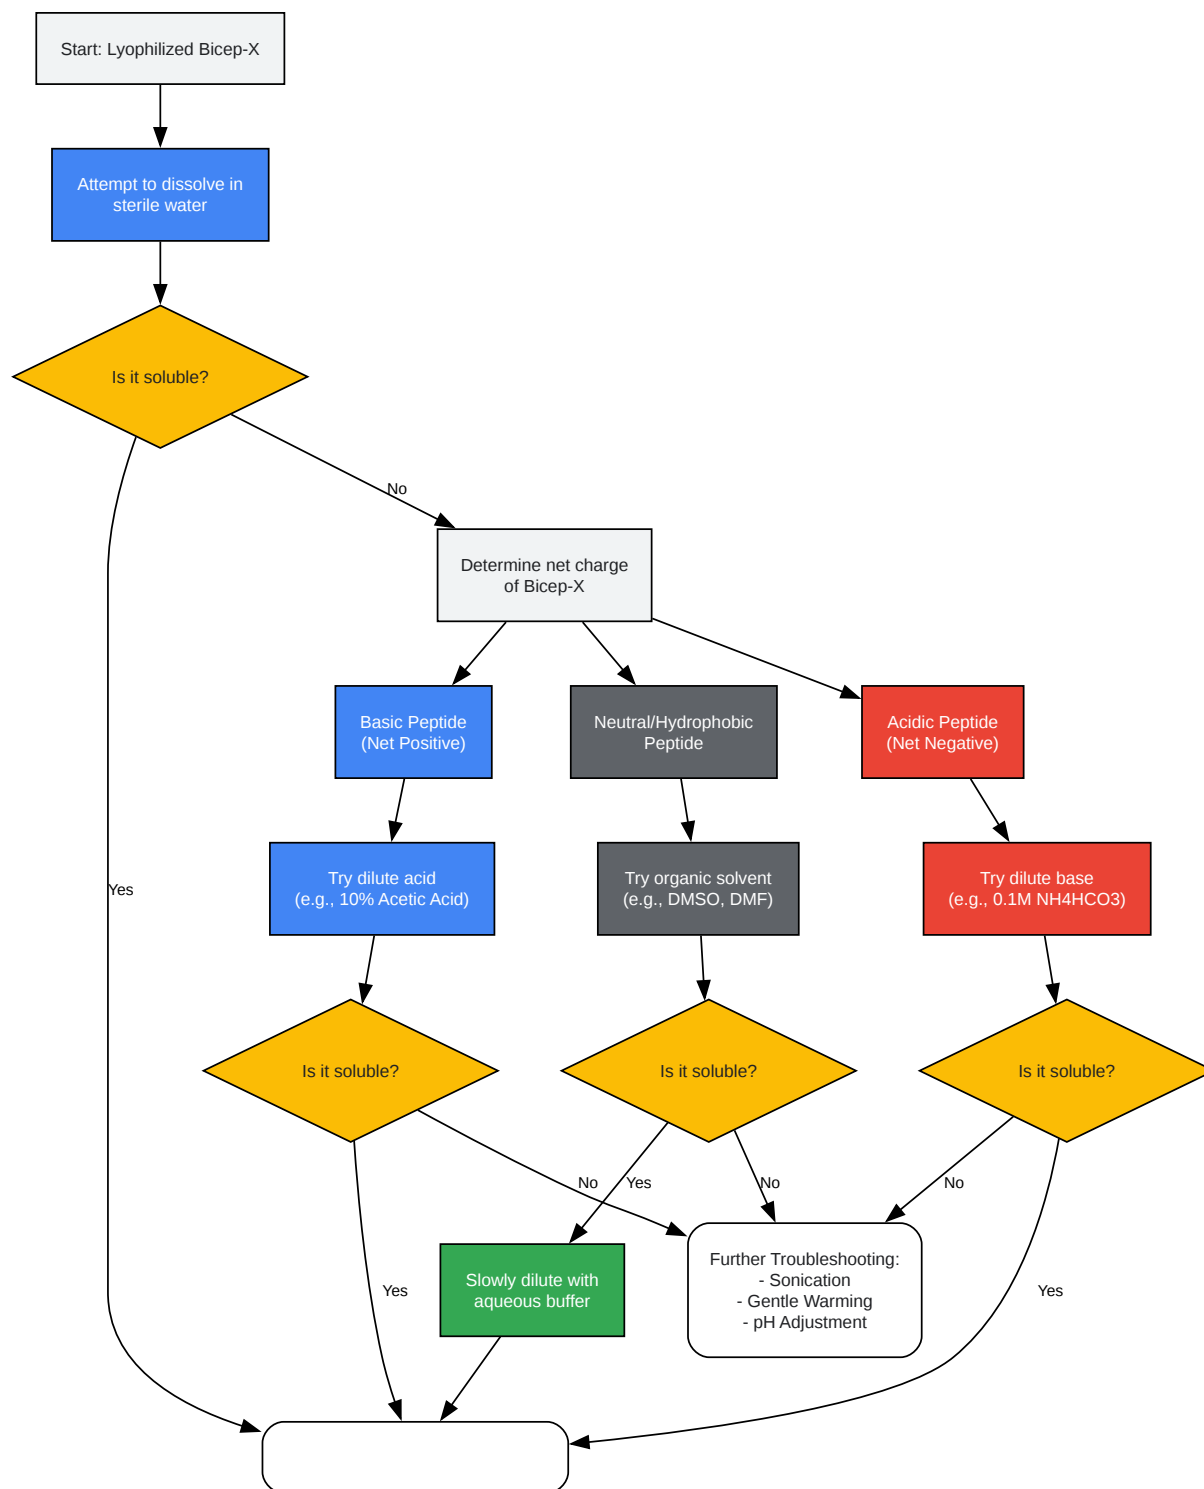 Start: Lyophilized Bicep-X
Attempt to dissolve in
sterile water
Is it soluble?
No
Determine net charge
of Bicep-X
Basic Peptide
(Net Positive)
Neutral/Hydrophobic
Peptide
Acidic Peptide
(Net Negative)
Try dilute acid
(e.g., 10% Acetic Acid)
Try organic solvent
(e.g., DMSO, DMF)
Try dilute base
(e.g., 0.1M NH4HCO3)
Yes
Is it soluble?
Is it soluble?
Is it soluble?
No
Yes
No
No
Further Troubleshooting:
- Sonication
- Gentle Warming
- pH Adjustment
Slowly dilute with
aqueous buffer
Yes
Yes